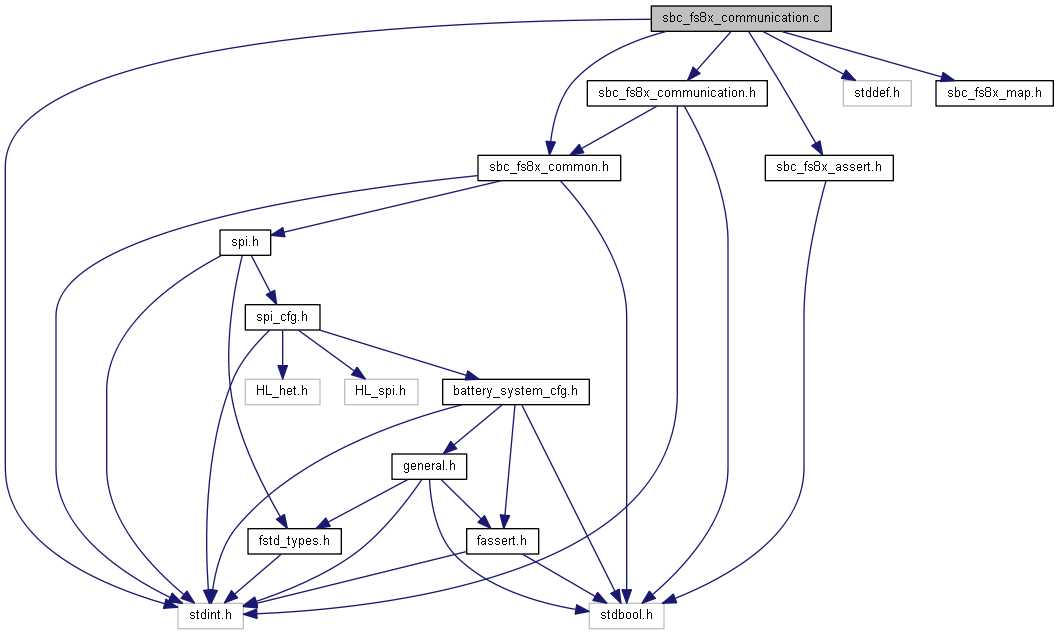 sbc_fs8x_communication.c
sbc_fs8x_communication.h
stddef.h
sbc_fs8x_map.h
sbc_fs8x_common.h
sbc_fs8x_assert.h
spi.h
spi_cfg.h
HL_het.h
HL_spi.h
battery_system_cfg.h
general.h
fstd_types.h
fassert.h
stdint.h
stdbool.h